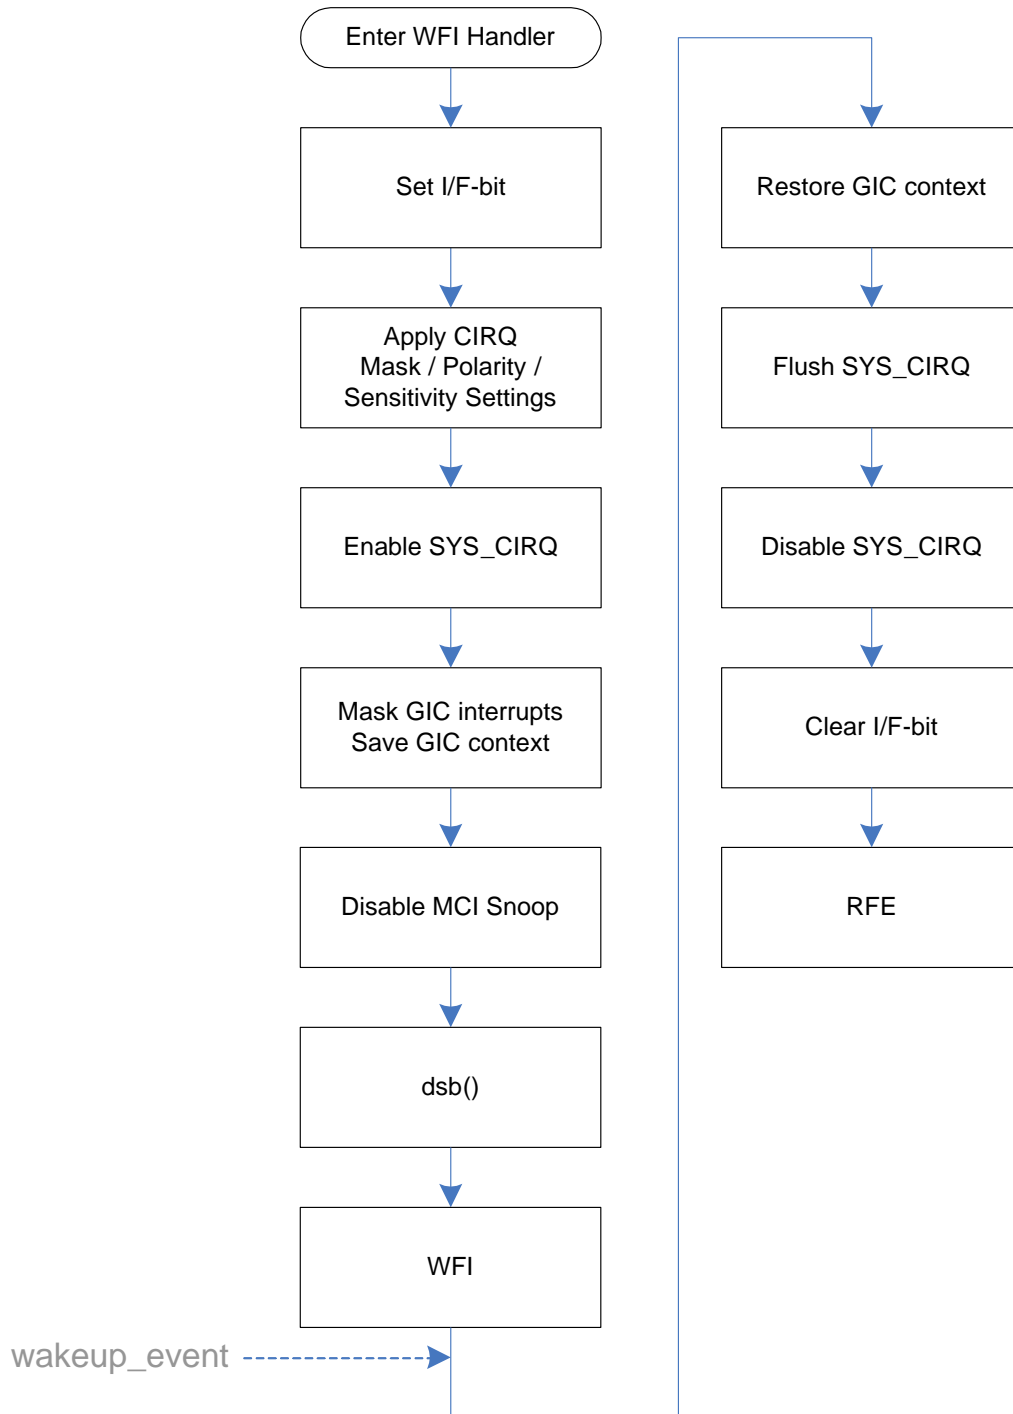 Enter WFI Handler
Set I/F-bit
Apply CIRQ
Mask / Polarity /
Sensitivity Settings
Enable SYS_CIRQ
Mask GIC interrupts
Save GIC context
Disable MCI Snoop
dsb()
WFI
wakeup_event
Restore GIC context
Flush SYS_CIRQ
Disable SYS_CIRQ
Clear I/F-bit
RFE